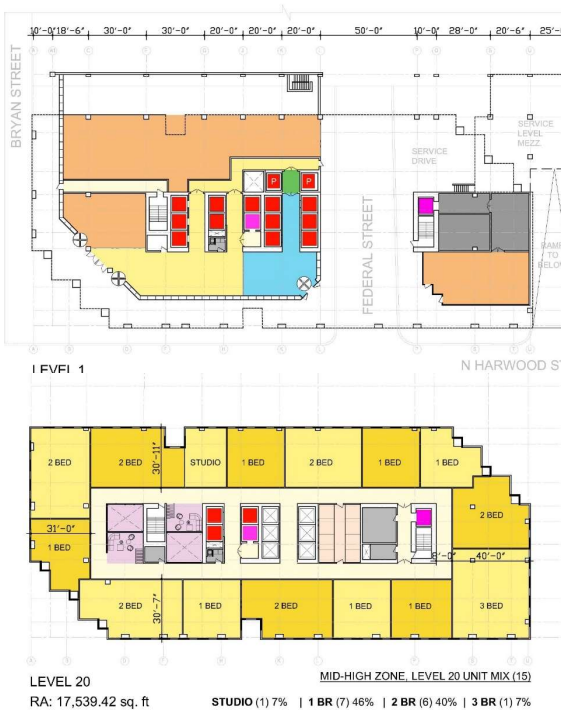 10'-0" 18'-6" 30'-0" 30'-0" 20'-0" 20'-0" 20'-0" 50'-0" 10'-0" 28'-0" 20'-6" 25'-
BRYAN STREET
SERVICE
LEVEL
MEZZ.
SERVICE
DRIVE
P P
FEDERAL STREET
RAMP
TO
BELOW
LEVEL 1
N HARWOOD ST
2 BED 2 BED STUDIO 1 BED 2 BED 1 BED 1 BED
30'-11"
2 BED
31'-0"
1 BED
40'-0"
2 BED 1 BED 2 BED 1 BED 1 BED 3 BED
30'-7"
LEVEL 20
MID-HIGH ZONE, LEVEL 20 UNIT MIX (15)
RA: 17,539.42 sq. ft
STUDIO (1) 7% | 1 BR (7) 46% | 2 BR (6) 40% | 3 BR (1) 7%